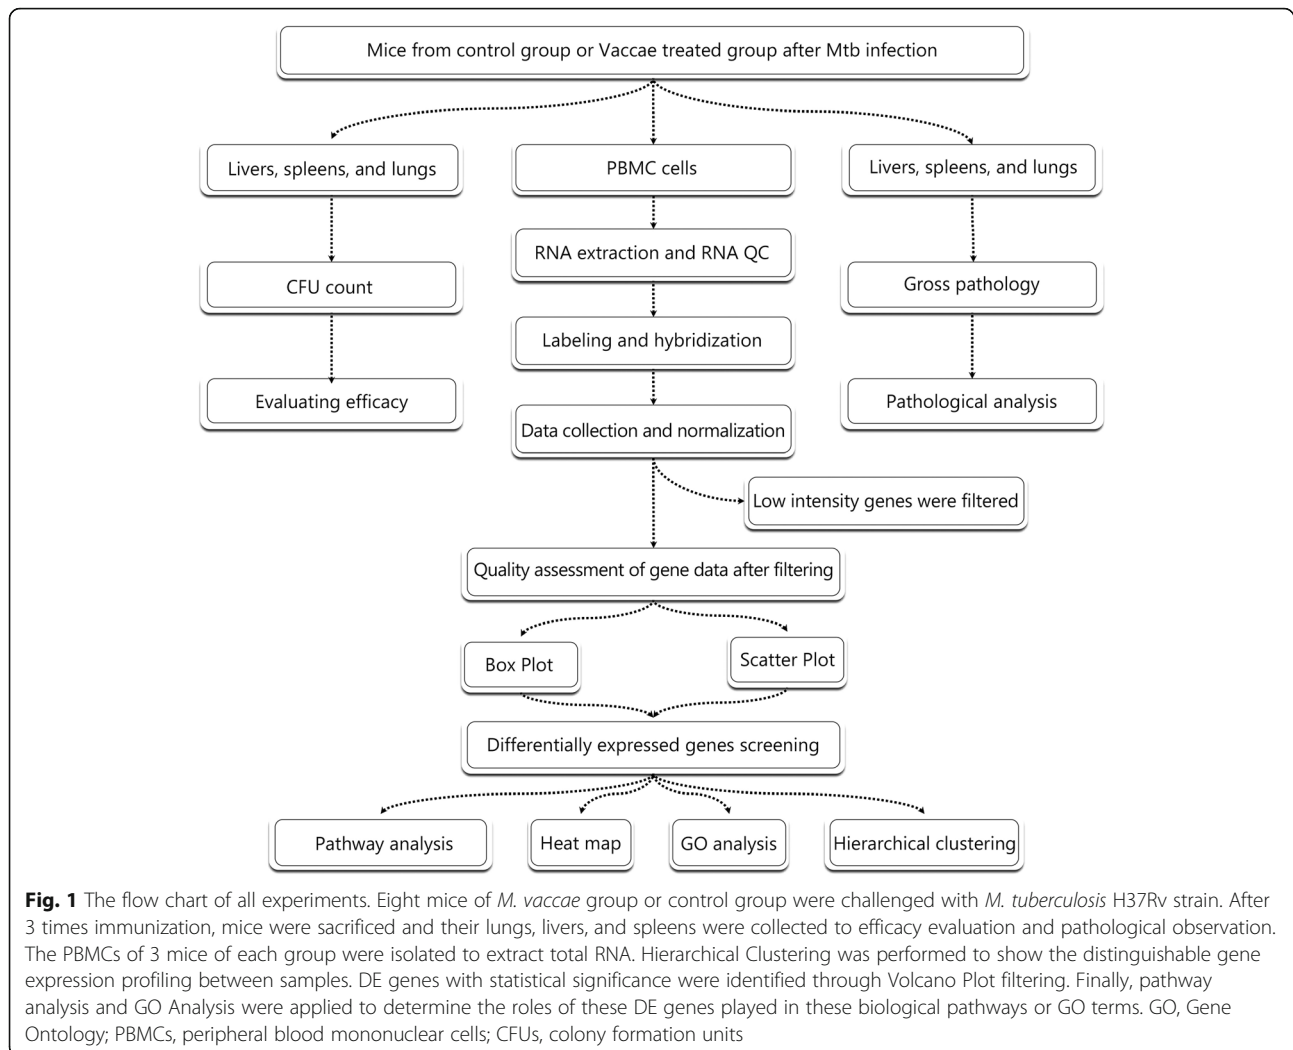 Mice from control group or Vaccae treated group after Mtb infection
Livers, spleens, and lungs
PBMC cells
Livers, spleens, and lungs
RNA extraction and RNA QC
CFU count
Gross pathology
Labeling and hybridization
Evaluating efficacy
Pathological analysis
Data collection and normalization
Low intensity genes were filtered
Quality assessment of gene data after filtering
Box Plot
Scatter Plot
Differentially expressed genes screening
Pathway analysis
Heat map
GO analysis
Hierarchical clustering
Fig. 1 The flow chart of all experiments. Eight mice of M. vaccae group or control group were challenged with M. tuberculosis H37Rv strain. After
3 times immunization, mice were sacrificed and their lungs, livers, and spleens were collected to efficacy evaluation and pathological observation.
The PBMCs of 3 mice of each group were isolated to extract total RNA. Hierarchical Clustering was performed to show the distinguishable gene
expression profiling between samples. DE genes with statistical significance were identified through Volcano Plot filtering. Finally, pathway
analysis and GO Analysis were applied to determine the roles of these DE genes played in these biological pathways or GO terms. GO, Gene
Ontology; PBMCs, peripheral blood mononuclear cells; CFUs, colony formation units